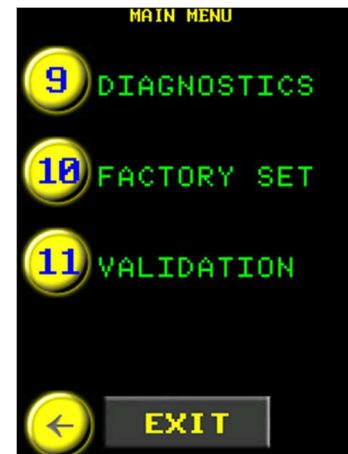 MAIN MENU
9 DIAGNOSTICS
10 FACTORY SET
11 VALIDATION
← EXIT